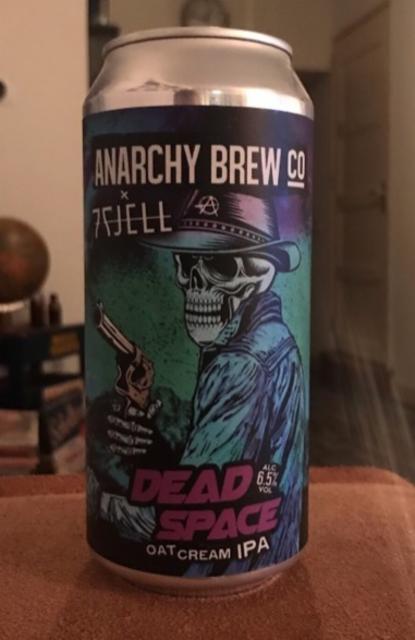 ANARCHY BREW CO
×
7FJELL
A
DEAD
SPACE
ALC
6.5%
VOL
OAT CREAM IPA